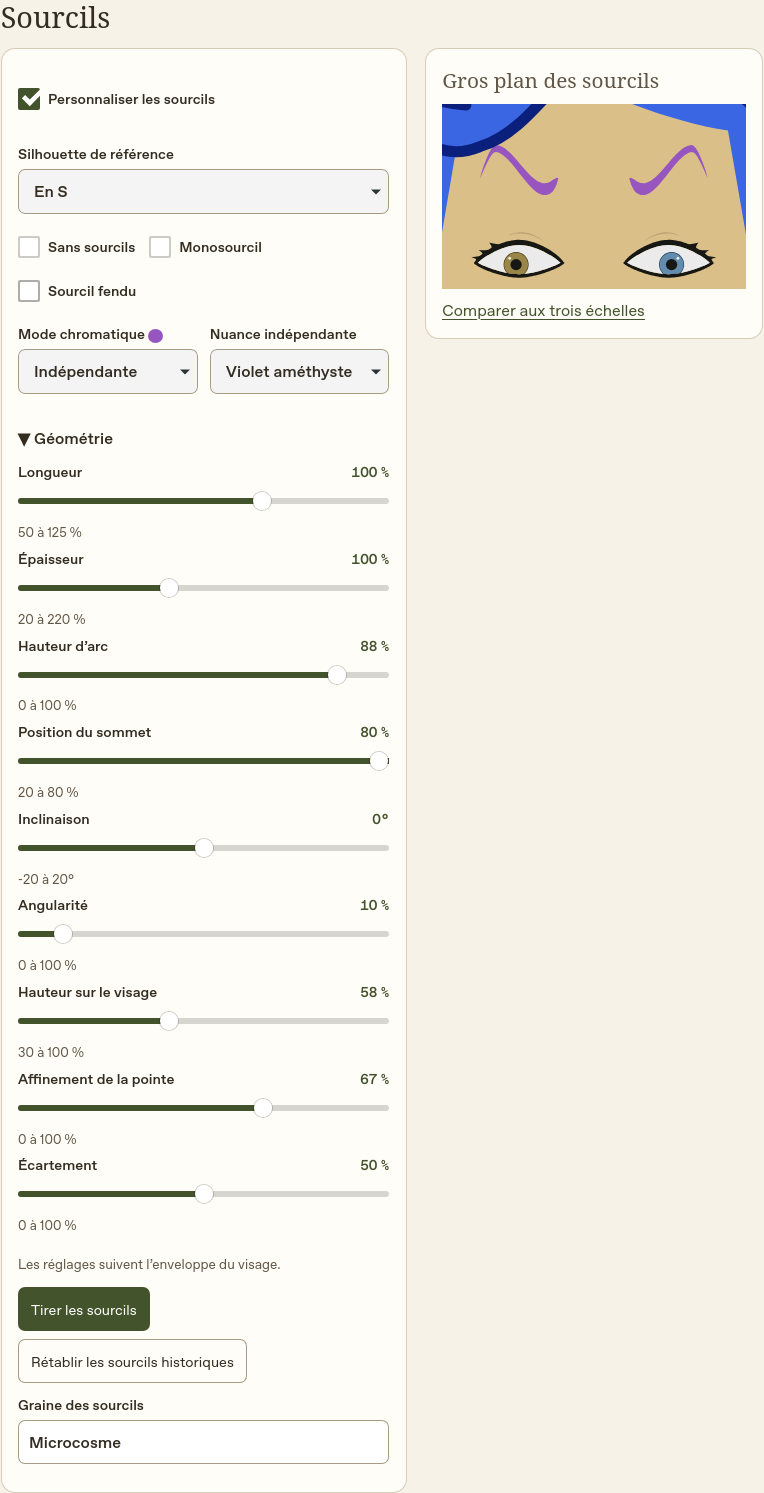 Sourcils
Personnaliser les sourcils
Silhouette de référence
En S
Sans sourcils
Monosourcil
Sourcil fendu
Mode chromatique
Nuance indépendante
Indépendante
Violet améthyste
▼ Géométrie
Longueur 100 %
50 à 125 %
Épaisseur 100 %
20 à 220 %
Hauteur d’arc 88 %
0 à 100 %
Position du sommet 80 %
20 à 80 %
Inclinaison 0°
-20 à 20°
Angularité 10 %
0 à 100 %
Hauteur sur le visage 58 %
30 à 100 %
Affinement de la pointe 67 %
0 à 100 %
Écartement 50 %
0 à 100 %
Les réglages suivent l’enveloppe du visage.
Tirer les sourcils
Rétablir les sourcils historiques
Graine des sourcils
Microcosme
Gros plan des sourcils
Comparer aux trois échelles